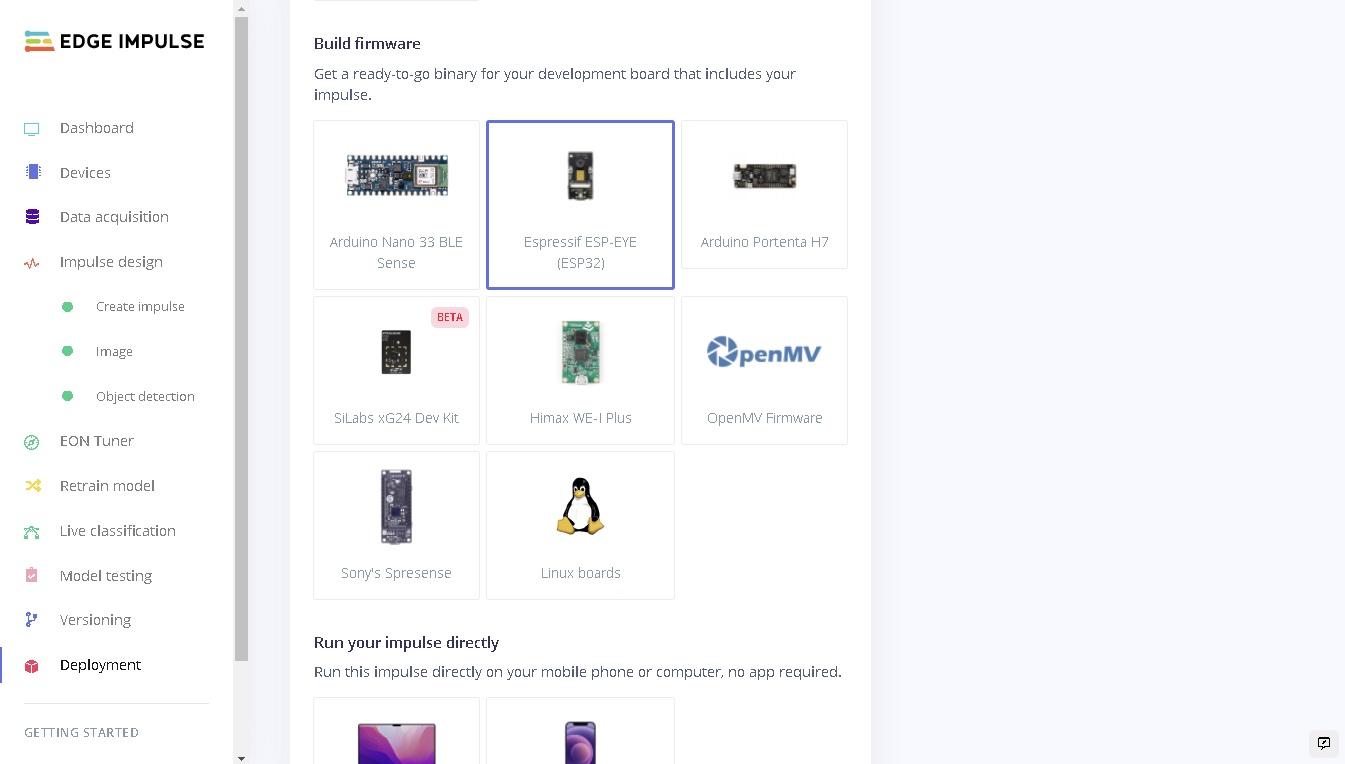 EDGE IMPULSE
Dashboard
Devices
Data acquisition
Impulse design
Create impulse
Image
Object detection
EON Tuner
Retrain model
Live classification
Model testing
Versioning
Deployment
GETTING STARTED
Build firmware
Get a ready-to-go binary for your development board that includes your
impulse.
Arduino Nano 33 BLE
Sense
Espressif ESP-EYE
(ESP32)
Arduino Portenta H7
BETA
SiLabs xG24 Dev Kit
Himax WE-I Plus
OpenMV
OpenMV Firmware
Sony's Spresense
Linux boards
Run your impulse directly
Run this impulse directly on your mobile phone or computer, no app required.